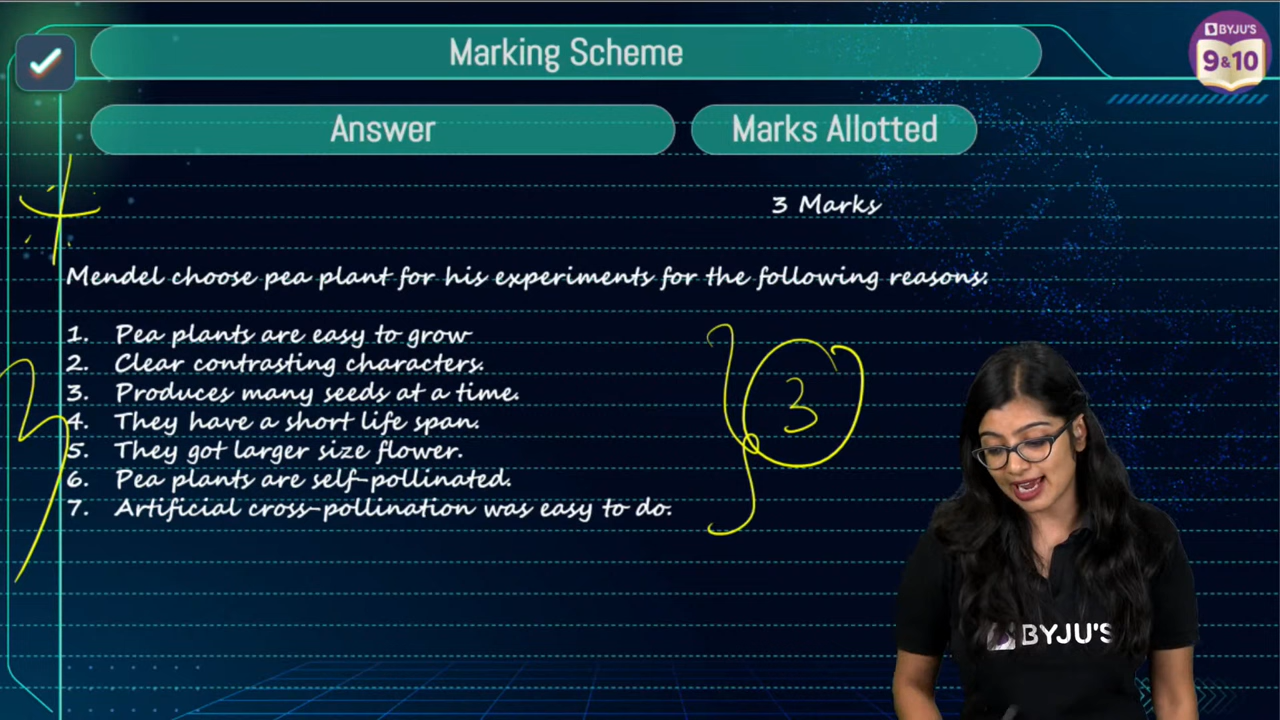 Marking Scheme
BYJU'S
9&10
Answer
Marks Allotted
3 Marks
Mendel choose pea plant for his experiments for the following reasons:
1. Pea plants are easy to grow
2. Clear contrasting characters.
3. Produces many seeds at a time.
4. They have a short life span.
5. They got larger size flower.
6. Pea plants are self-pollinated.
7. Artificial cross-pollination was easy to do.
3
BYJU'S